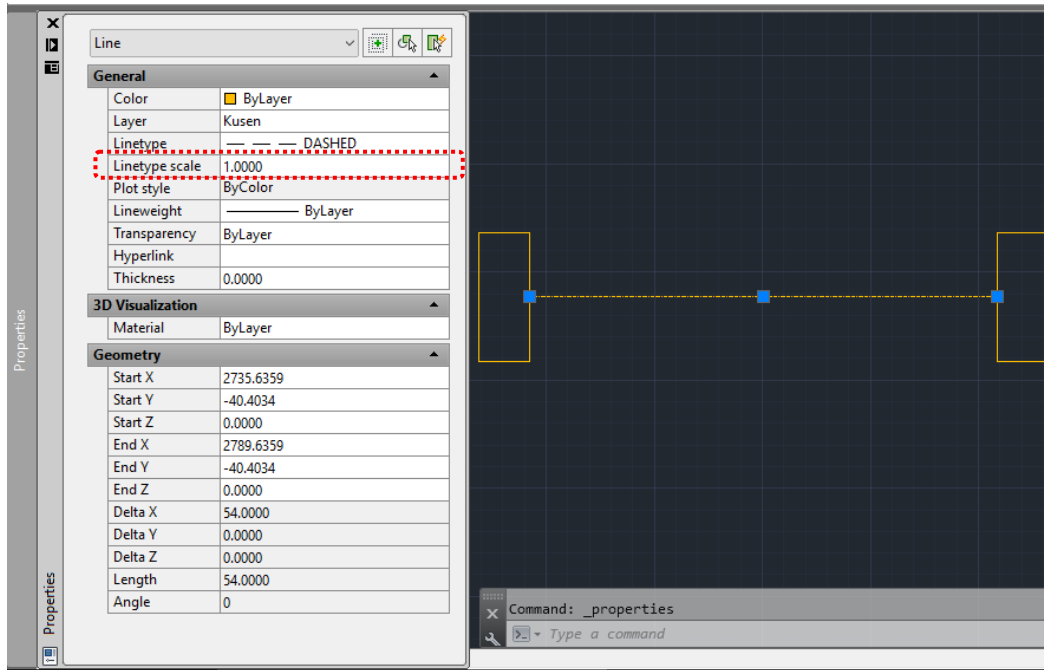 Line
General
Color ByLayer
Layer Kusen
Linetype DASHED
Linetype scale 1.0000
Plot style ByColor
Lineweight ByLayer
Transparency ByLayer
Hyperlink
Thickness 0.0000
3D Visualization
Material ByLayer
Geometry
Start X 2735.6359
Start Y -40.4034
Start Z 0.0000
End X 2789.6359
End Y -40.4034
End Z 0.0000
Delta X 54.0000
Delta Y 0.0000
Delta Z 0.0000
Length 54.0000
Angle 0
Properties
Properties
Command: _properties
Type a command